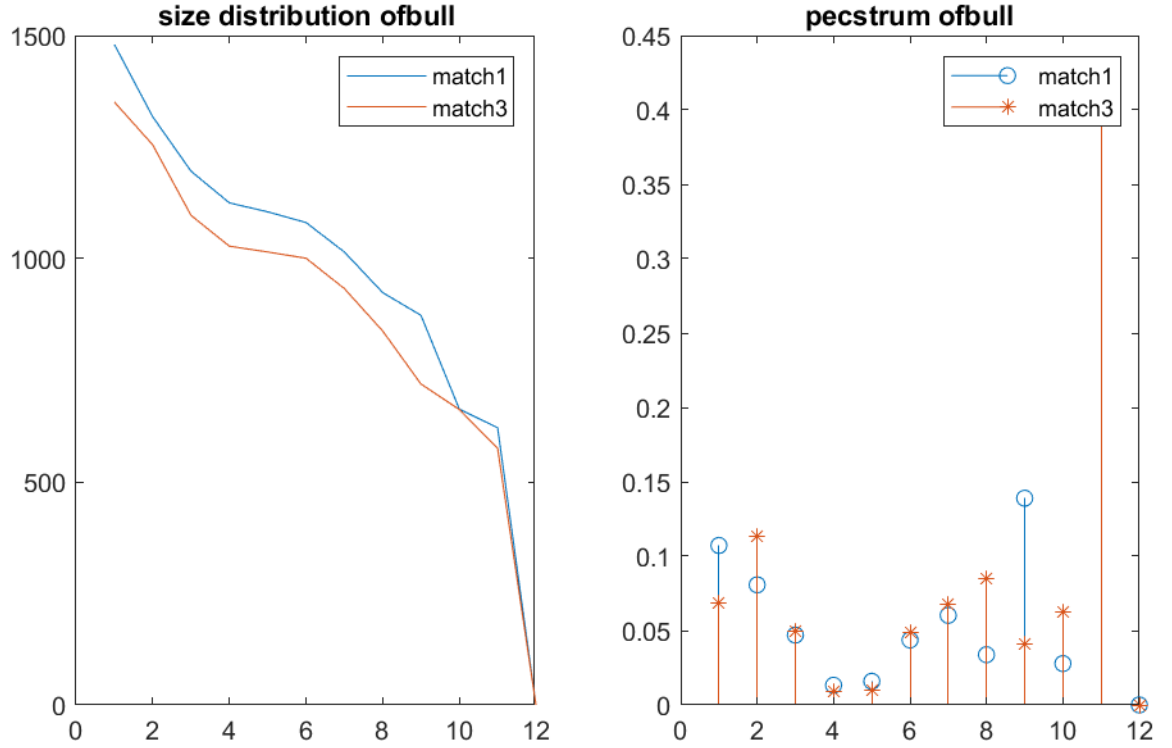 size distribution ofbull
1500
1000
500
0
0 2 4 6 8 10 12
match1
match3
pecstrum ofbull
0.45
0.4
0.35
0.3
0.25
0.2
0.15
0.1
0.05
0
0 2 4 6 8 10 12
match1
match3